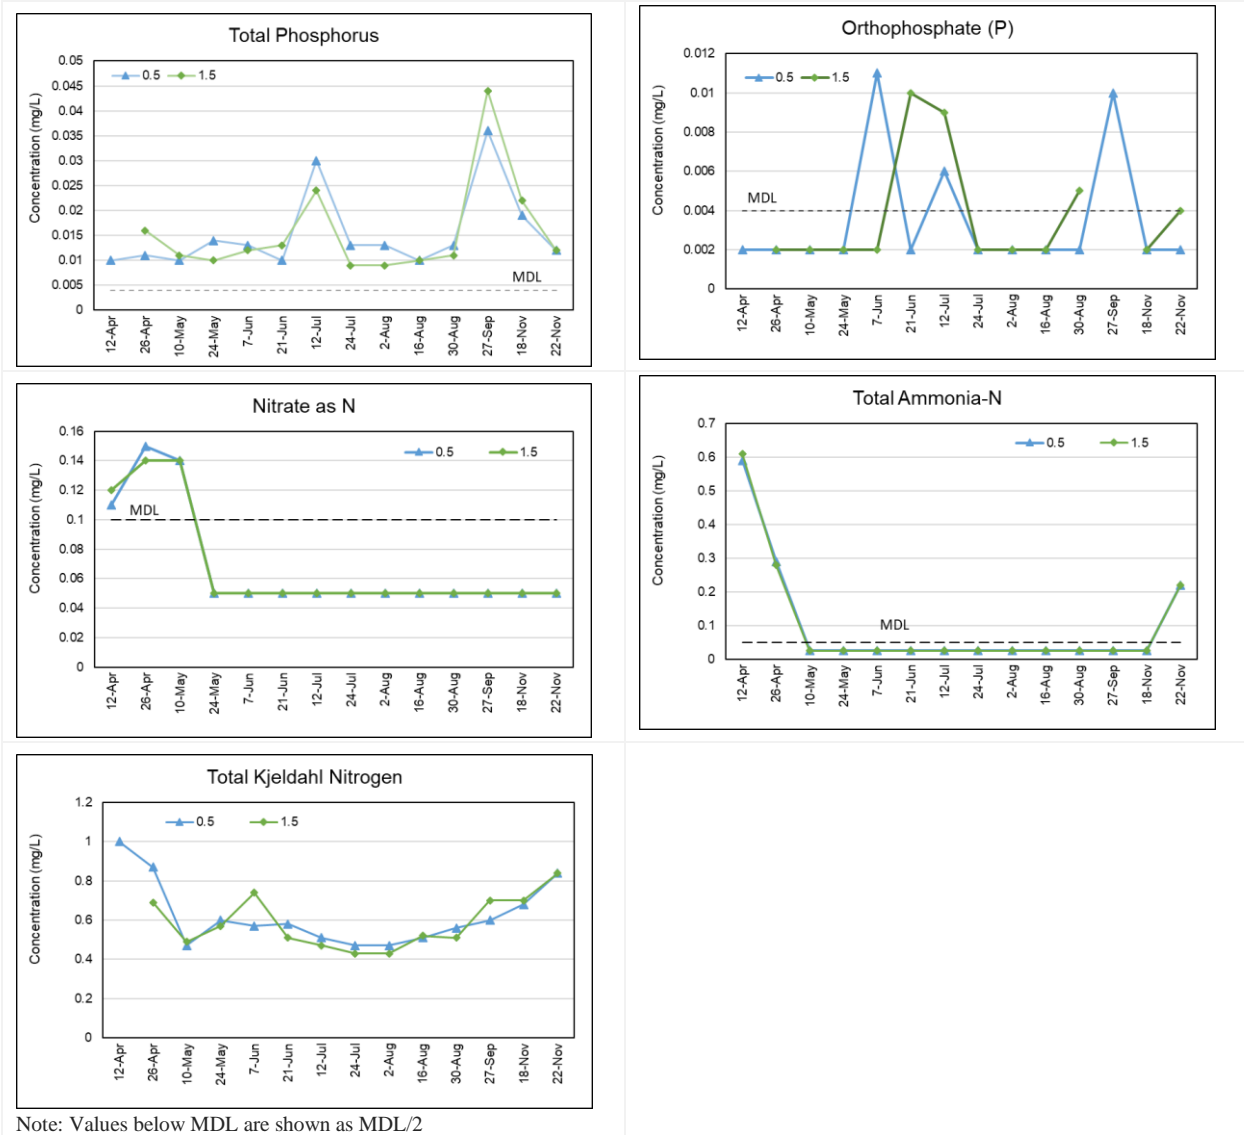 Total Phosphorus
0.5 1.5
Concentration (mg/L)
0.05
0.045
0.04
0.035
0.03
0.025
0.02
0.015
0.01
0.005
0
MDL
12-Apr 26-Apr 10-May 24-May 7-Jun 21-Jun 12-Jul 24-Jul 2-Aug 16-Aug 30-Aug 27-Sep 18-Nov 22-Nov
Orthophosphate (P)
0.5 1.5
Concentration (mg/L)
0.012
0.01
0.008
0.006
0.004
0.002
0
MDL
12-Apr 26-Apr 10-May 24-May 7-Jun 21-Jun 12-Jul 24-Jul 2-Aug 16-Aug 30-Aug 27-Sep 18-Nov 22-Nov
Nitrate as N
0.5 1.5
Concentration (mg/L)
0.16
0.14
0.12
0.1
0.08
0.06
0.04
0.02
0
MDL
12-Apr 26-Apr 10-May 24-May 7-Jun 21-Jun 12-Jul 24-Jul 2-Aug 16-Aug 30-Aug 27-Sep 18-Nov 22-Nov
Total Ammonia-N
0.5 1.5
Concentration (mg/L)
0.7
0.6
0.5
0.4
0.3
0.2
0.1
0
MDL
12-Apr 26-Apr 10-May 24-May 7-Jun 21-Jun 12-Jul 24-Jul 2-Aug 16-Aug 30-Aug 27-Sep 18-Nov 22-Nov
Total Kjeldahl Nitrogen
0.5 1.5
Concentration (mg/L)
1.2
1
0.8
0.6
0.4
0.2
0
12-Apr 26-Apr 10-May 24-May 7-Jun 21-Jun 12-Jul 24-Jul 2-Aug 16-Aug 30-Aug 27-Sep 18-Nov 22-Nov
Note: Values below MDL are shown as MDL/2